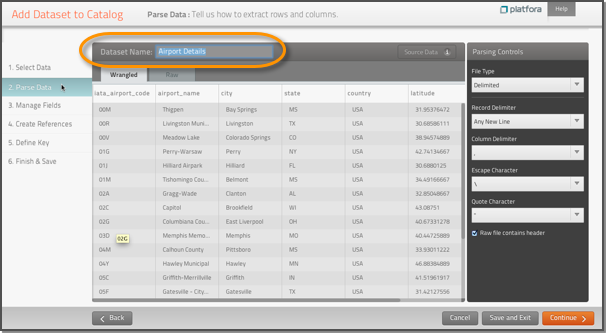 Add Dataset to Catalog
Parse Data : Tell us how to extract rows and columns.
platfora
Help
1. Select Data
2. Parse Data
3. Manage Fields
4. Create References
5. Define Key
6. Finish & Save
Dataset Name: Airport Details
Source Data
Wrangled Raw
iata_airport_code airport_name city state country latitude
00M Thigpen Bay Springs MS USA 31.95376472
00R Livingston Muni... Livingston TX USA 30.68586111
00V Meadow Lake Colorado Springs CO USA 38.94574889
01G Perry-Warsaw Perry NY USA 42.74134667
01J Hilliard Airpark Hilliard FL USA 30.6880125
01M Tishomingo Cou... Belmont MS USA 34.49166667
02A Gragg-Wade Clanton AL USA 32.85048667
02C Capitol Brookfield WI USA 43.08751
02G Columbiana Cou... East Liverpool OH USA 40.67331278
03D Memphis Memo... Memphis MO USA 40.44725889
04M Calhoun County Pittsboro MS USA 33.93011222
04Y Hawley Municipal Hawley MN USA 46.88384889
05C Griffith-Merrillville Griffith IN USA 41.51961917
05F Gatesville - City... Gatesville TX USA 31.42127556
02G
Parsing Controls
File Type
Delimited
Record Delimiter
Any New Line
Column Delimiter
,
Escape Character
\
Quote Character
"
Raw file contains header
Back
Cancel
Save and Exit
Continue